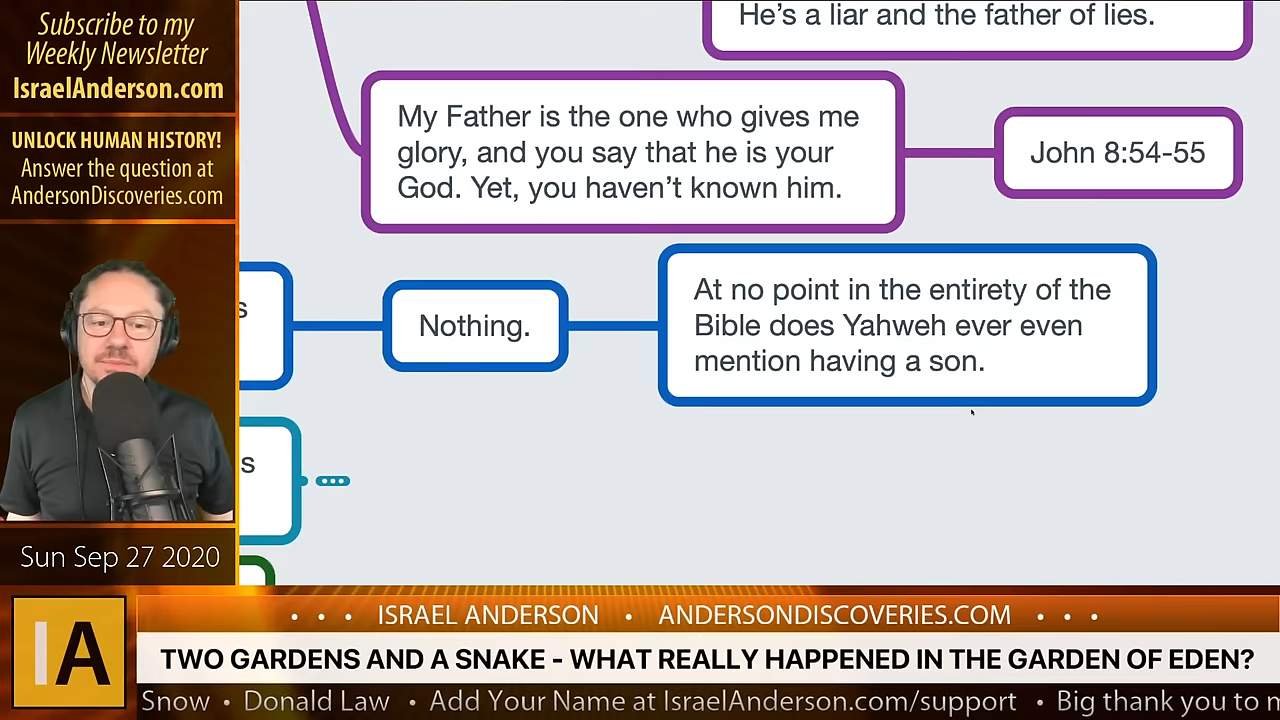 Subscribe to my
Weekly Newsletter
IsraelAnderson.com
UNLOCK HUMAN HISTORY!
Answer the question at
AndersonDiscoveries.com
He's a liar and the father of lies.
My Father is the one who gives me
glory, and you say that he is your
God. Yet, you haven't known him.
John 8:54-55
s
Nothing.
At no point in the entirety of the
Bible does Yahweh ever even
mention having a son.
s
Sun Sep 27 2020
IA
• • • ISRAEL ANDERSON • ANDERSONDISCOVERIES.COM • • •
TWO GARDENS AND A SNAKE - WHAT REALLY HAPPENED IN THE GARDEN OF EDEN?
Snow • Donald Law • Add Your Name at IsraelAnderson.com/support • Big thank you to